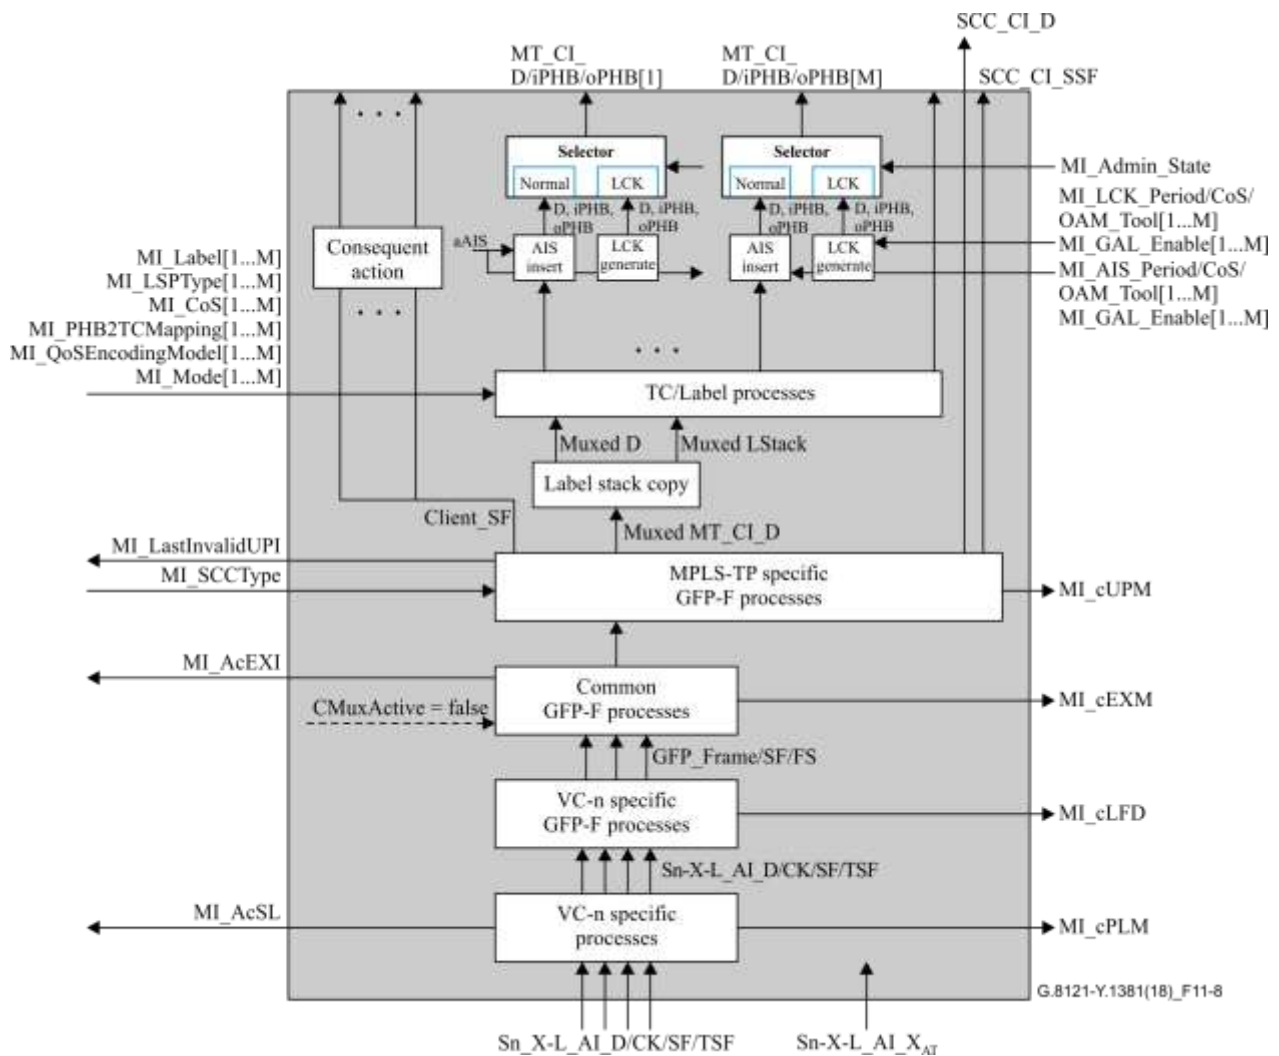 SCC_CI_D
MT_CI_
D/iPHB/oPHB[1]
MT_CI_
D/iPHB/oPHB[M]
SCC_CI_SSF
• • •
Selector
Normal
LCK
Selector
Normal
LCK
MI_Admin_State
D, iPHB,
oPHB
D, iPHB,
oPHB
D, iPHB,
oPHB
D, iPHB,
oPHB
MI_LCK_Period/CoS/
OAM_Tool[1...M]
MI_GAL_Enable[1...M]
Consequent
action
aAIS
AIS
insert
LCK
generate
AIS
insert
LCK
generate
MI_AIS_Period/CoS/
OAM_Tool[1...M]
MI_GAL_Enable[1...M]
MI_Label[1...M]
MI_LSPType[1...M]
MI_CoS[1...M]
MI_PHB2TCMapping[1...M]
MI_QoSEncodingModel[1...M]
MI_Mode[1...M]
• • •
• • •
TC/Label processes
Muxed D
Muxed LStack
Label stack copy
Client_SF
Muxed MT_CI_D
MI_LastInvalidUPI
MI_SCCType
MPLS-TP specific
GFP-F processes
MI_cUPM
MI_AcEXI
Common
GFP-F processes
CMuxActive = false
MI_cEXM
GFP_Frame/SF/FS
VC-n specific
GFP-F processes
MI_cLFD
Sn-X-L_AI_D/CK/SF/TSF
MI_AcSL
VC-n specific
processes
MI_cPLM
G.8121-Y.1381(18)_F11-8
Sn_X-L_AI_D/CK/SF/TSF
Sn-X-L_AI_X_AT